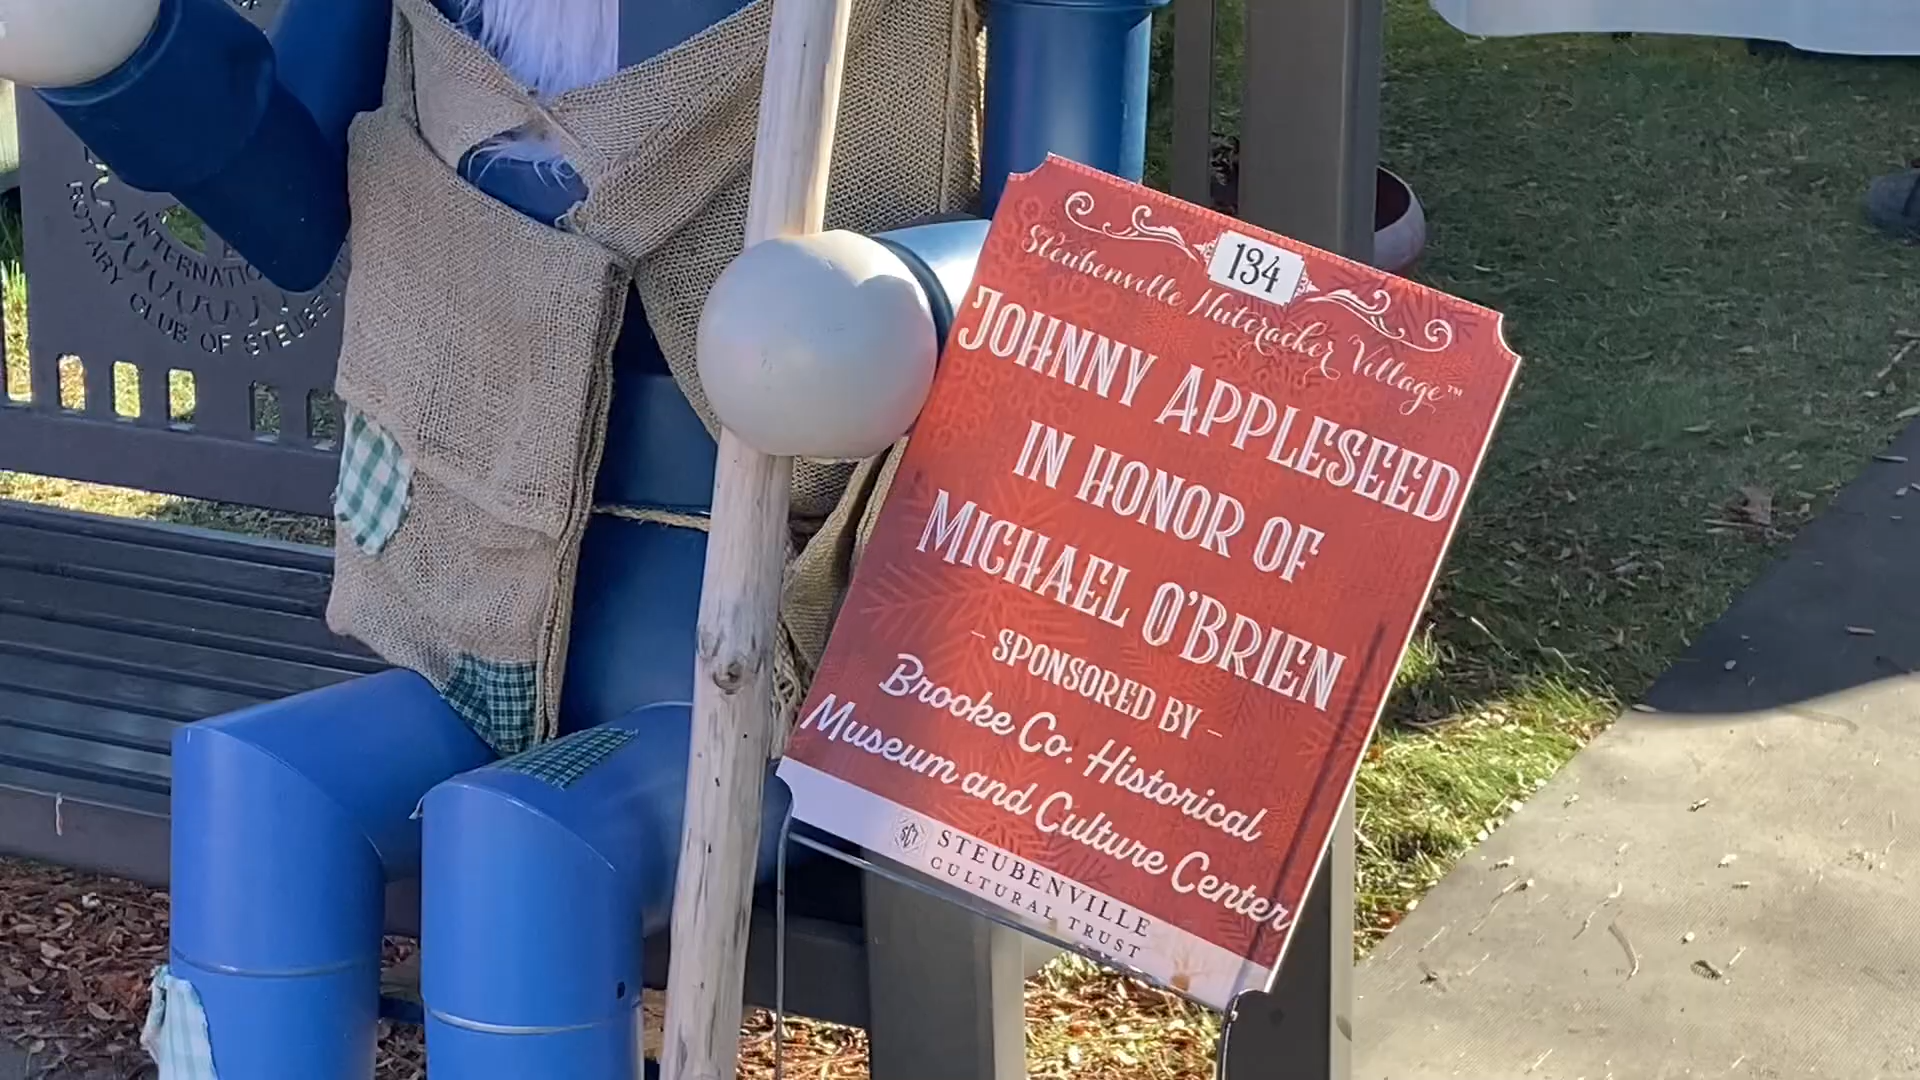 134
Steubenville Nutcracker Village™
JOHNNY APPLESEED
IN HONOR OF
MICHAEL O'BRIEN
- SPONSORED BY -
Brooke Co. Historical
Museum and Culture Center
STEUBENVILLE
CULTURAL TRUST
INTERNATIO
ROTARY CLUB OF STEUBE